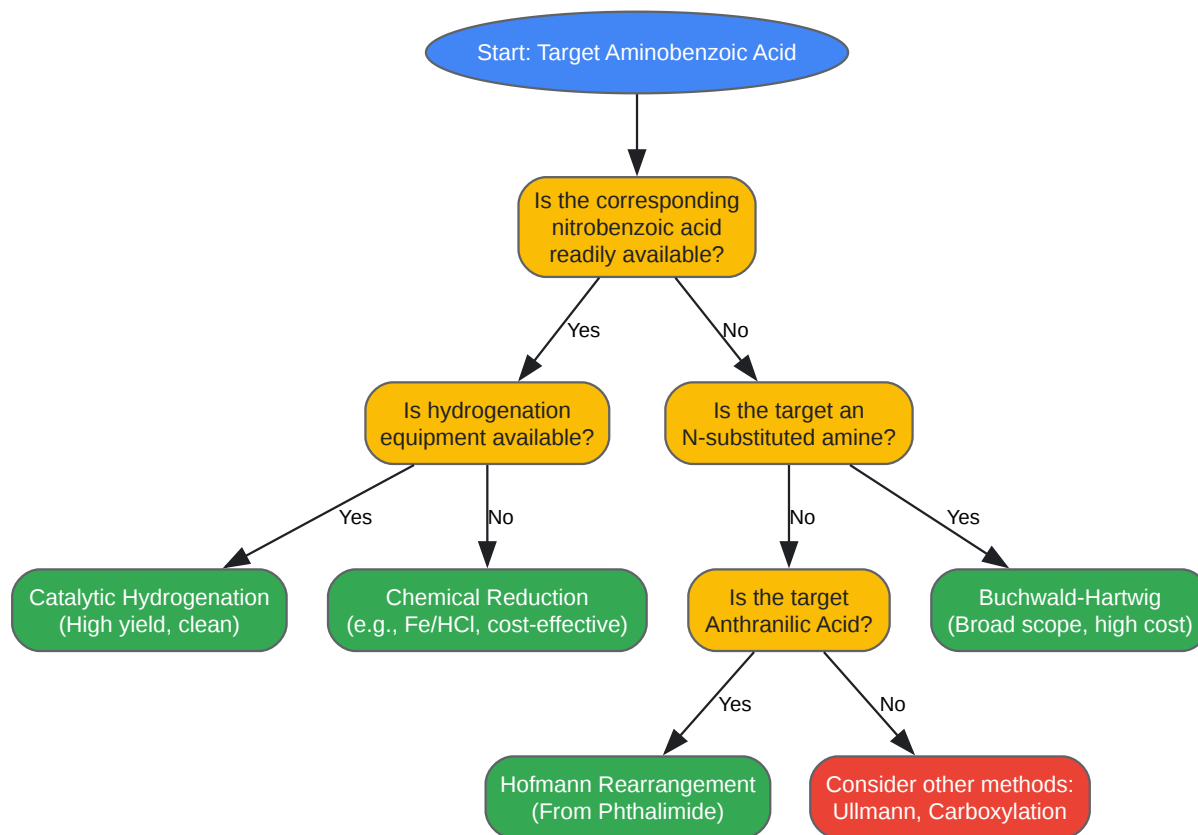 Start: Target Aminobenzoic Acid
Is the corresponding
nitrobenzoic acid
readily available?
Yes
No
Is hydrogenation
equipment available?
Is the target an
N-substituted amine?
Yes
No
No
Yes
Catalytic Hydrogenation
(High yield, clean)
Chemical Reduction
(e.g., Fe/HCl, cost-effective)
Is the target
Anthranilic Acid?
Buchwald-Hartwig
(Broad scope, high cost)
Yes
No
Hofmann Rearrangement
(From Phthalimide)
Consider other methods:
Ullmann, Carboxylation